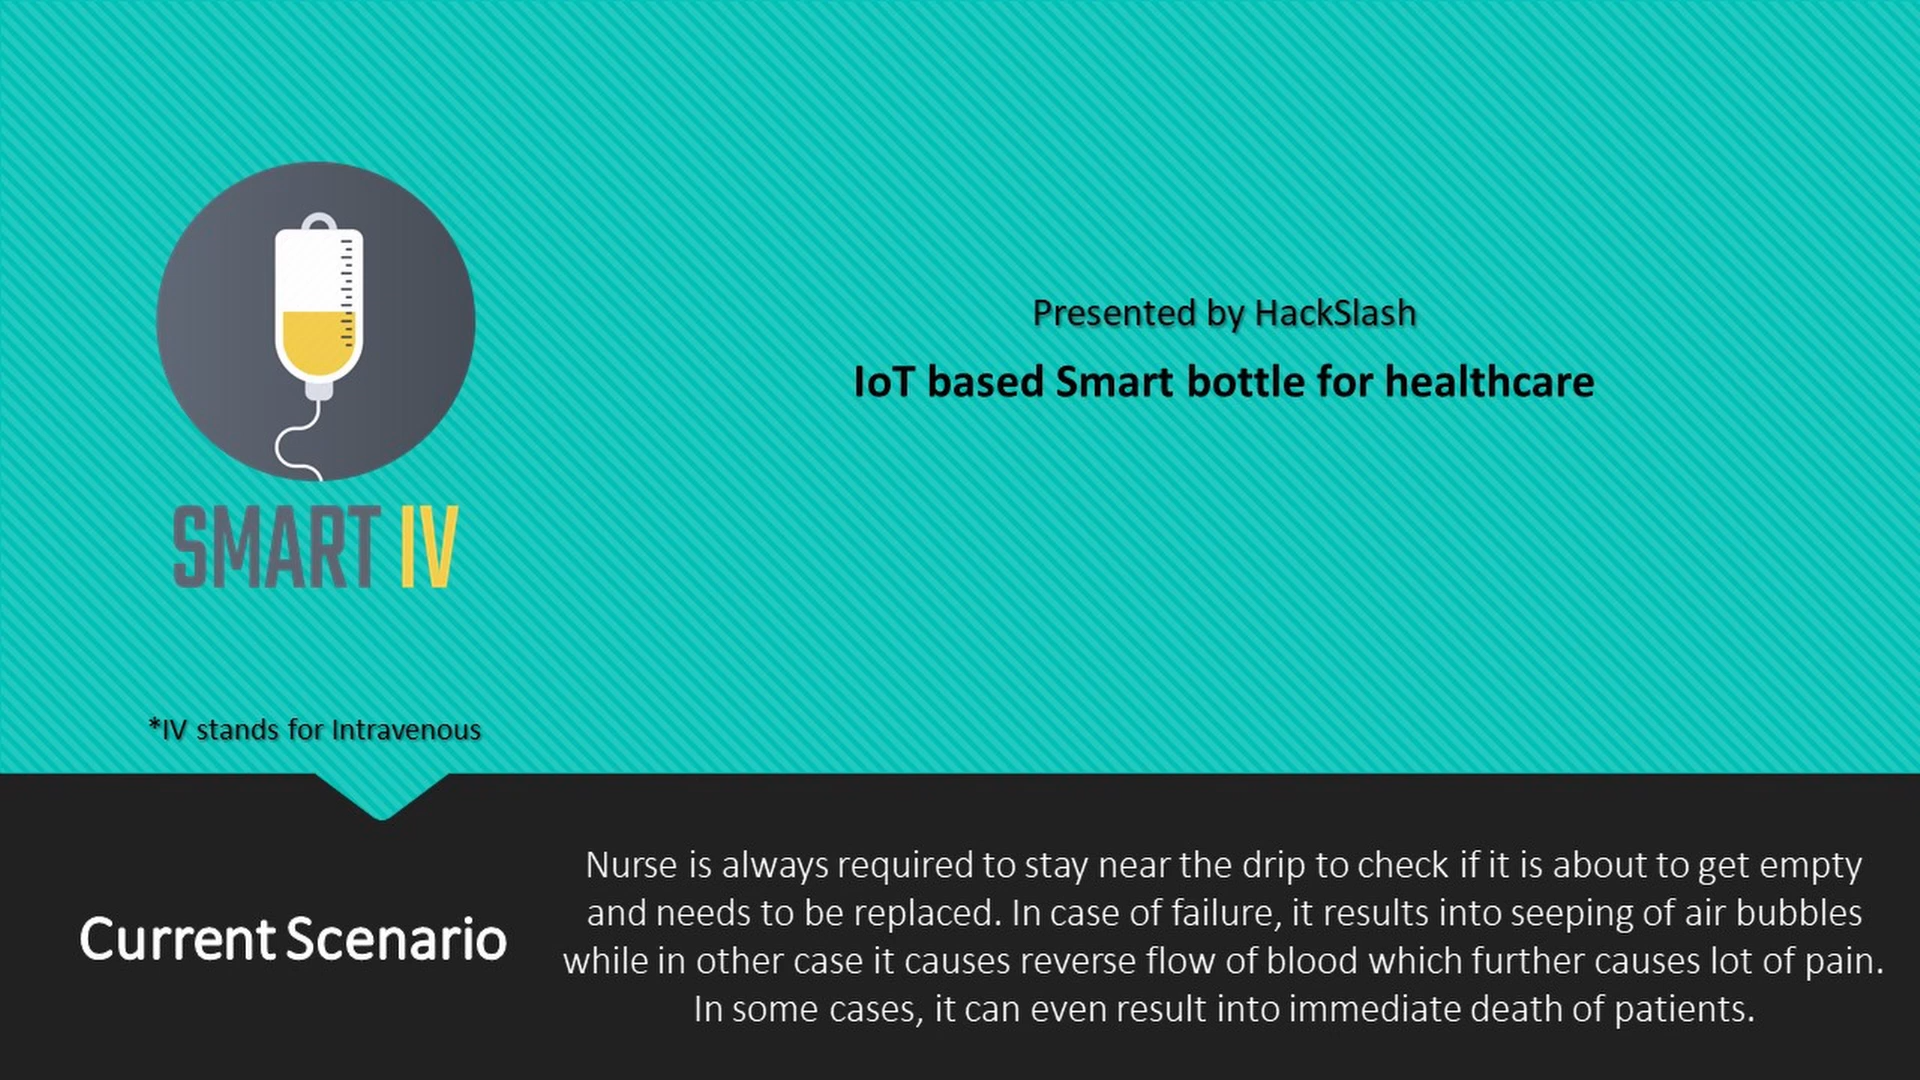 Presented by HackSlash
IoT based Smart bottle for healthcare
SMART IV
*IV stands for Intravenous
Current Scenario
Nurse is always required to stay near the drip to check if it is about to get empty
and needs to be replaced. In case of failure, it results into seeping of air bubbles
while in other case it causes reverse flow of blood which further causes lot of pain.
In some cases, it can even result into immediate death of patients.